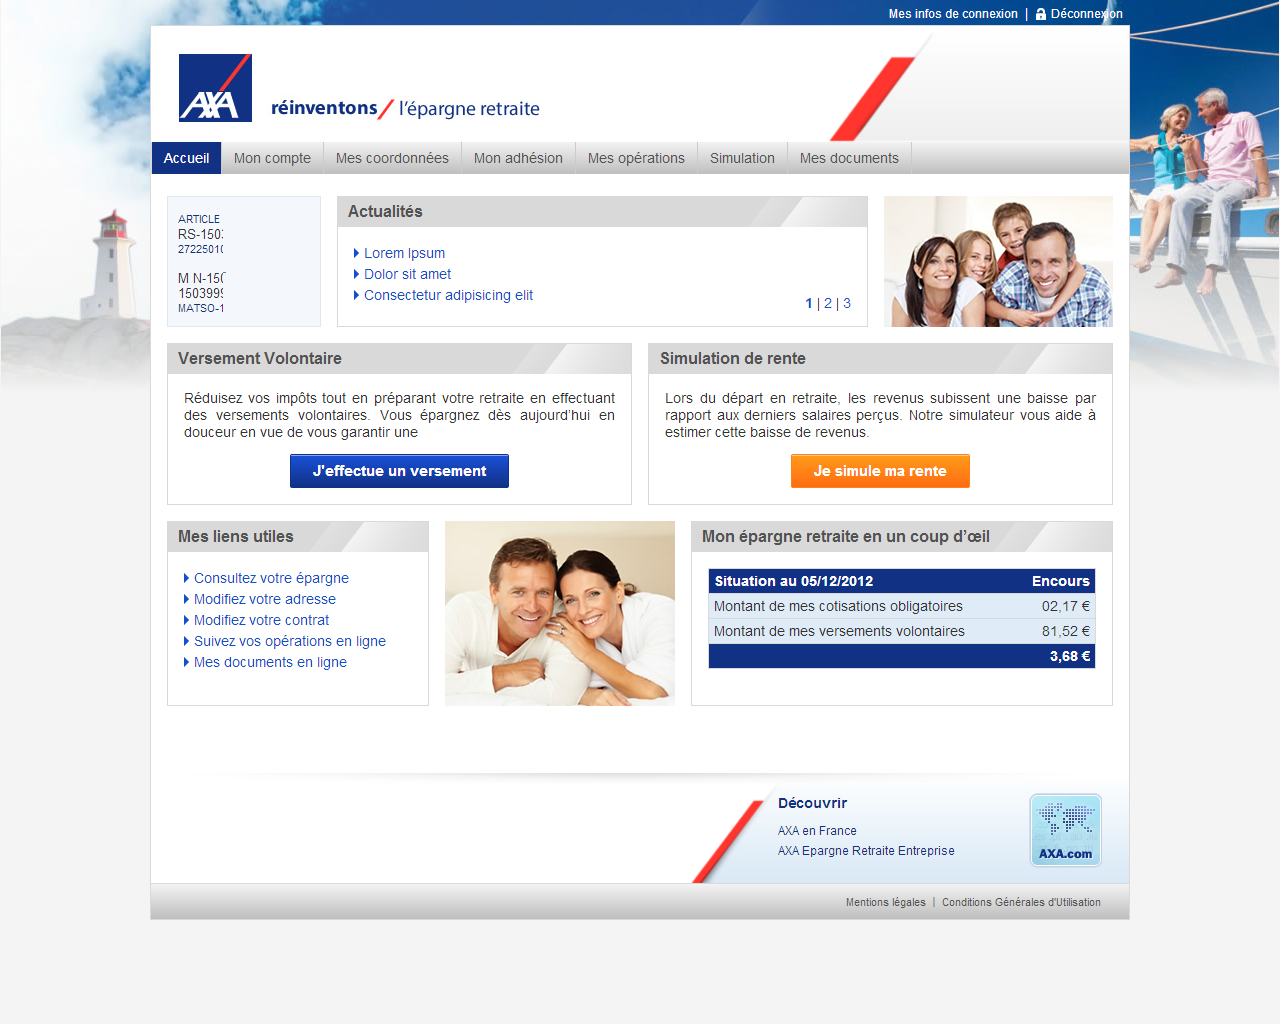 Mes infos de connexion | Déconnexion
AXA
réinventons / l'épargne retraite
Accueil Mon compte Mes coordonnées Mon adhésion Mes opérations Simulation Mes documents
ARTICLE
RS-150
2722501
M N-15
150399
MATSO-1
Actualités
Lorem Ipsum
Dolor sit amet
Consectetur adipisicing elit
1 | 2 | 3
Versement Volontaire
Réduisez vos impôts tout en préparant votre retraite en effectuant
des versements volontaires. Vous épargnez dès aujourd’hui en
douceur en vue de vous garantir une
J'effectue un versement
Simulation de rente
Lors du départ en retraite, les revenus subissent une baisse par
rapport aux derniers salaires perçus. Notre simulateur vous aide à
estimer cette baisse de revenus.
Je simule ma rente
Mes liens utiles
Consultez votre épargne
Modifiez votre adresse
Modifiez votre contrat
Suivez vos opérations en ligne
Mes documents en ligne
Mon épargne retraite en un coup d’œil
Situation au 05/12/2012 Encours
Montant de mes cotisations obligatoires 02,17 €
Montant de mes versements volontaires 81,52 €
3,68 €
Découvrir
AXA en France
AXA Epargne Retraite Entreprise
AXA.com
Mentions légales | Conditions Générales d'Utilisation